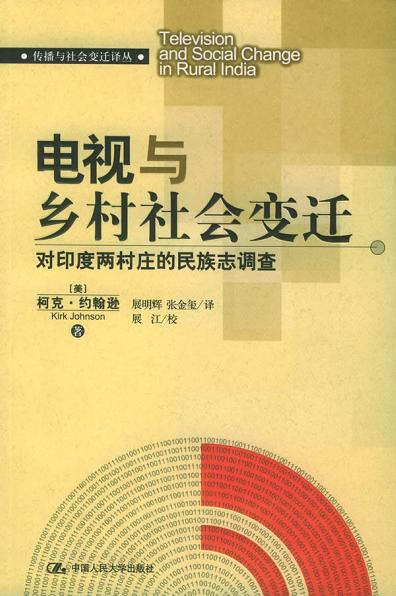 • 传播与社会变迁译丛 •
Television
and Social Change
in Rural India
电视与
乡村社会变迁
对印度两村庄的民族志调查
[美]
柯克·约翰逊
Kirk Johnson
著
展明辉 张金玺/译
展 江/校
中国人民大学出版社